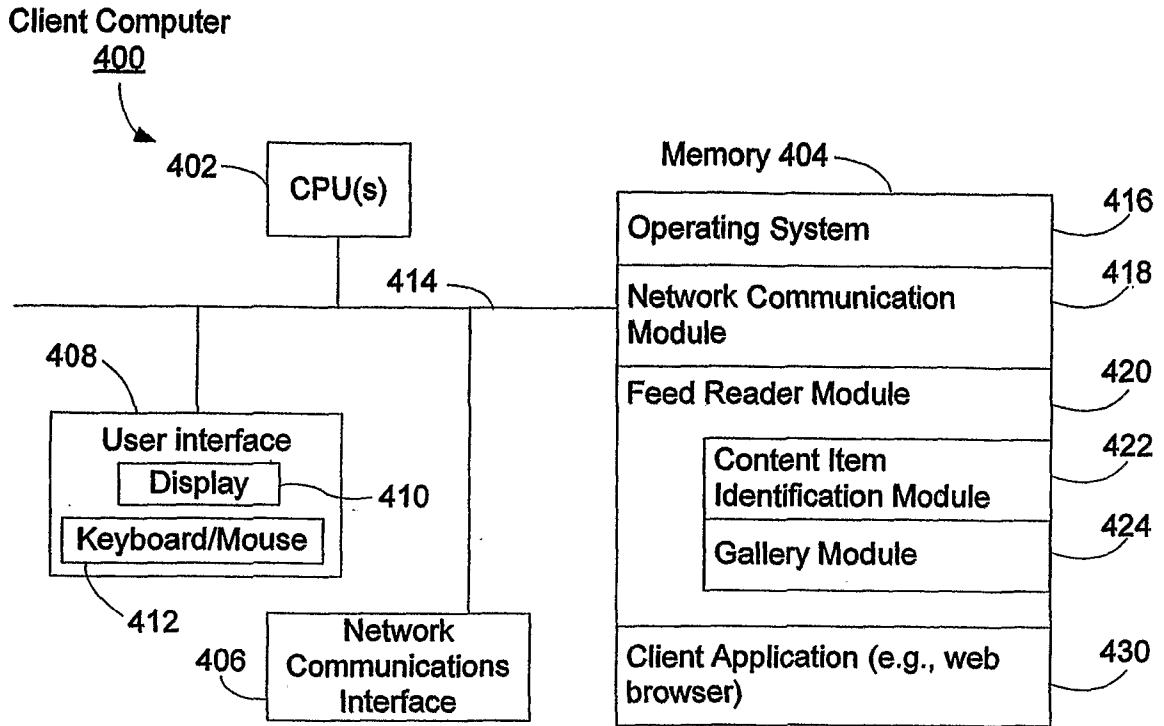 Client Computer
400
402
CPU(s)
414
408
User interface
Display
410
Keyboard/Mouse
412
406
Network
Communications
Interface
Memory 404
Operating System
416
Network Communication
Module
418
Feed Reader Module
420
Content Item
Identification Module
422
Gallery Module
424
Client Application (e.g., web
browser)
430